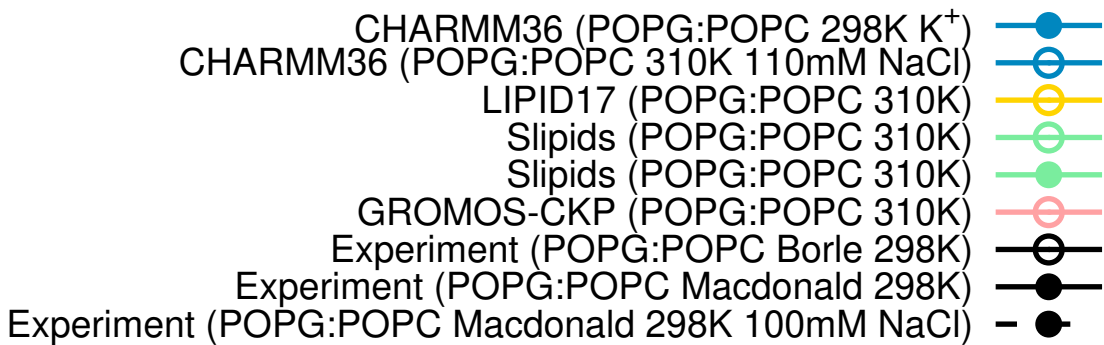 CHARMM36 (POPG:POPC 298K K⁺)
CHARMM36 (POPG:POPC 310K 110mM NaCl)
LIPID17 (POPG:POPC 310K)
Slipids (POPG:POPC 310K)
Slipids (POPG:POPC 310K)
GROMOS-CKP (POPG:POPC 310K)
Experiment (POPG:POPC Borle 298K)
Experiment (POPG:POPC Macdonald 298K)
Experiment (POPG:POPC Macdonald 298K 100mM NaCl)